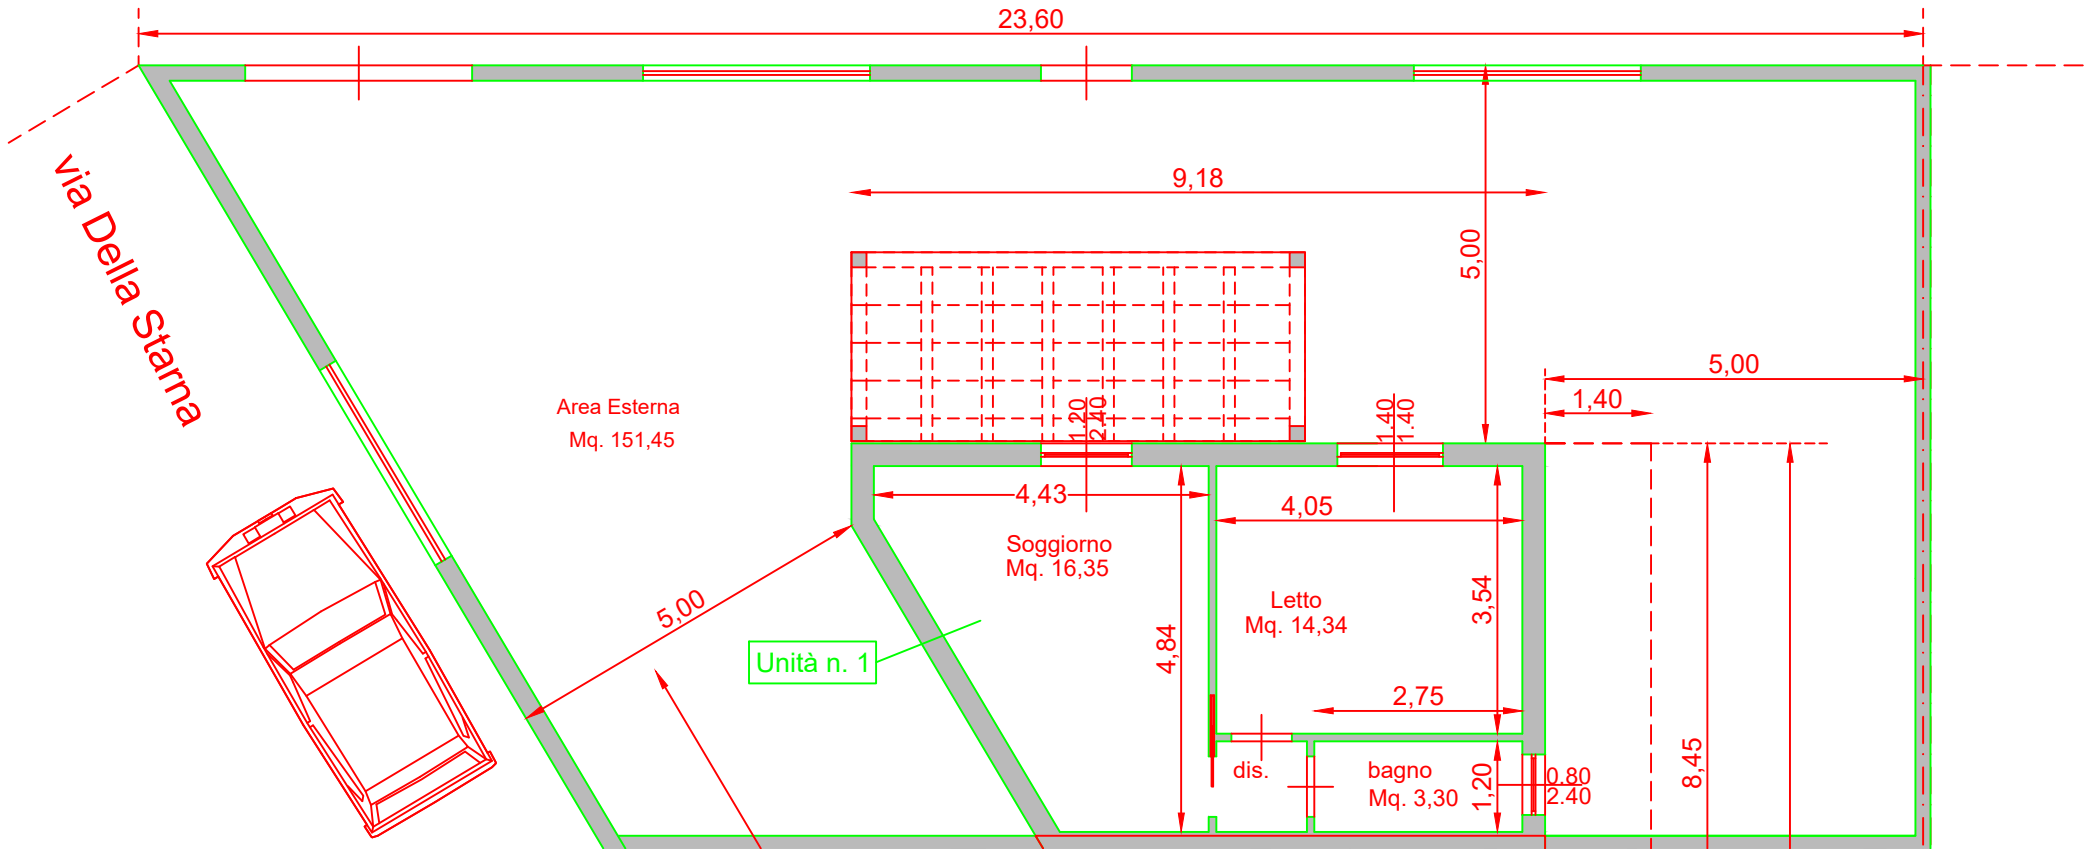 23,60
via Della Starna
9,18
5,00
5,00
1,40
Area Esterna
Mq. 151,45
1.20
2.40
1.40
1.40
4,43
4,05
Soggiorno
Mq. 16,35
5,00
Letto
Mq. 14,34
3,54
Unità n. 1
4,84
2,75
8,45
dis.
bagno
Mq. 3,30
1,20
0.80
2.40